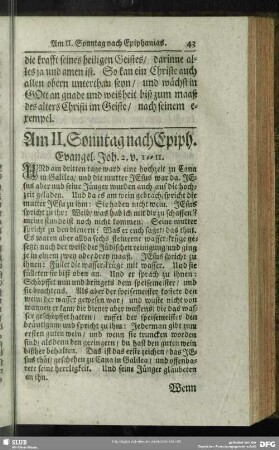 Am II. Sonntag nach Epiphanias. 43
die krafft seines heiligen Geistes/ darinne al-
les ja und amen ist. So kan ein Christe auch
allen obern unterthan seyn/ und wächst in
GOtt an gnade und weisheit biß zum maaß
des alters Christi im Geiste/ nach seinem e-
xempel.
Am II. Sonntag nach Epiph.
Evangel. Joh. 2. v. 1=11.
UNd am dritten tage ward eine hochzeit zu Cana
in Galilea; und die mutter JEsus war da. JE-
sus aber und seine Jünger wurden auch auf die hoch-
zeit geladen. Und da es am wein gebrach/ spricht die
mutter JEsu zu ihm: Sie haben nicht wein. JEsus
spricht zu ihr: Weib/ was hab ich mit dir zu schaffen?
meine stunde ist noch nicht kommen. Seine mutter
spricht zu den dienern: Was er euch saget/ das thut.
Es waren aber allda sechs steinerne wasser-krüge ge-
setzt nach der weise der Jüdischen reinigung/ und gieng
je in einen/ zwey oder drey maaß. JEsus spricht zu
ihnen: Füllet die wasser-krüge mit wasser. Und sie
fülleten sie biß oben an. Und er sprach zu ihnen:
Schöpffet nun und bringets dem speisemeister/ und
sie brachtens. Als aber der speisemeister kostete den
wein/ der wasser gewesen war/ und wuste nicht von
wannen er kam/ die diener aber wustens/ die das was-
ser geschöpffet hatten/ ruffet der speisemeister den
bräutigam und spricht zu ihm: Jederman gibt zum
ersten guten wein/ und wenn sie truncken worden
sind/ als denn den geringern/ du hast den guten wein
bißher behalten. Das ist das erste zeichen/ das JE-
sus thät/ geschehen zu Cana in Galilea/ und offenba-
rete seine herrligkeit. Und seine Jünger glaubeten
an ihn.
Wenn
SLUB
DFG